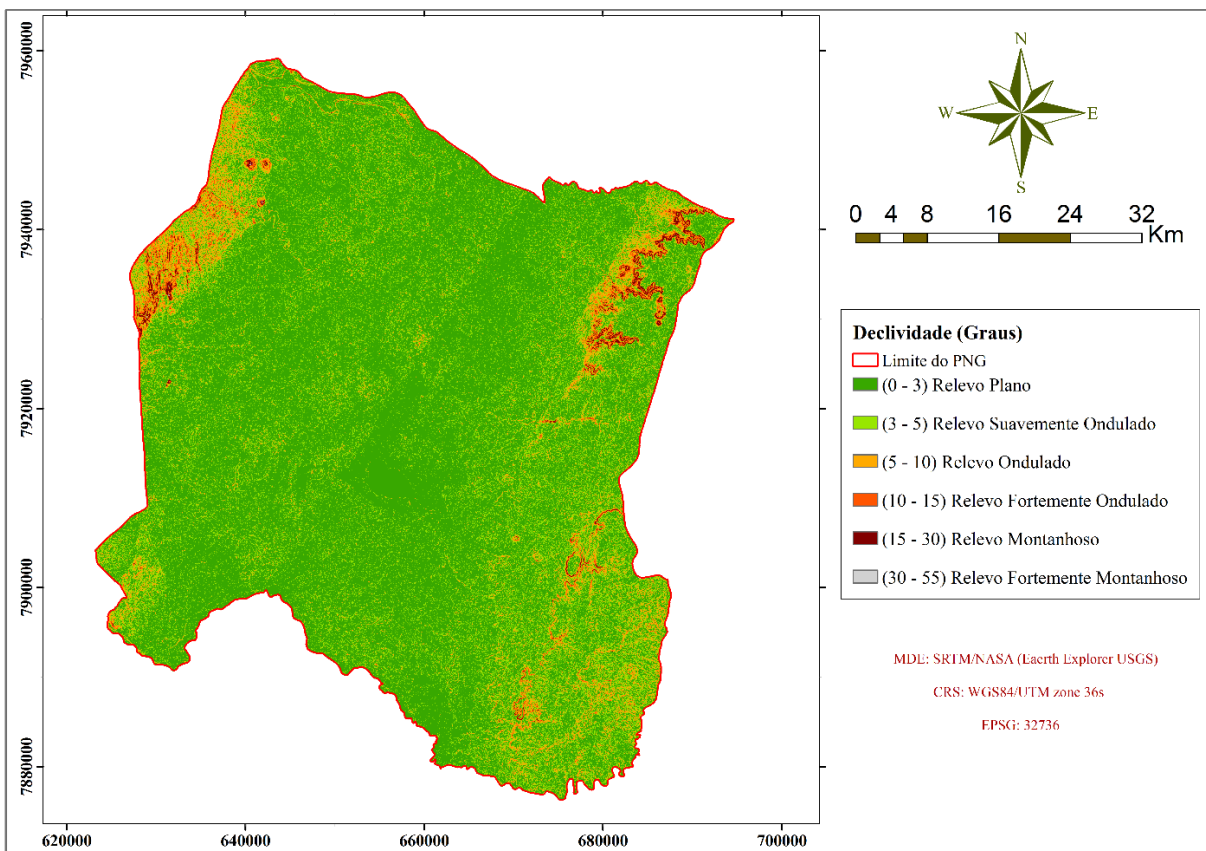 7960000
7940000
7920000
7900000
7880000
620000 640000 660000 680000 700000
N
W E
S
0 4 8 16 24 32
Km
Declividade (Graus)
Limite do PNG
(0 - 3) Relevo Plano
(3 - 5) Relevo Suavemente Ondulado
(5 - 10) Relevo Ondulado
(10 - 15) Relevo Fortemente Ondulado
(15 - 30) Relevo Montanhoso
(30 - 55) Relevo Fortemente Montanhoso
MDE: SRTM/NASA (Eaerth Explorer USGS)
CRS: WGS84/UTM zone 36s
EPSG: 32736